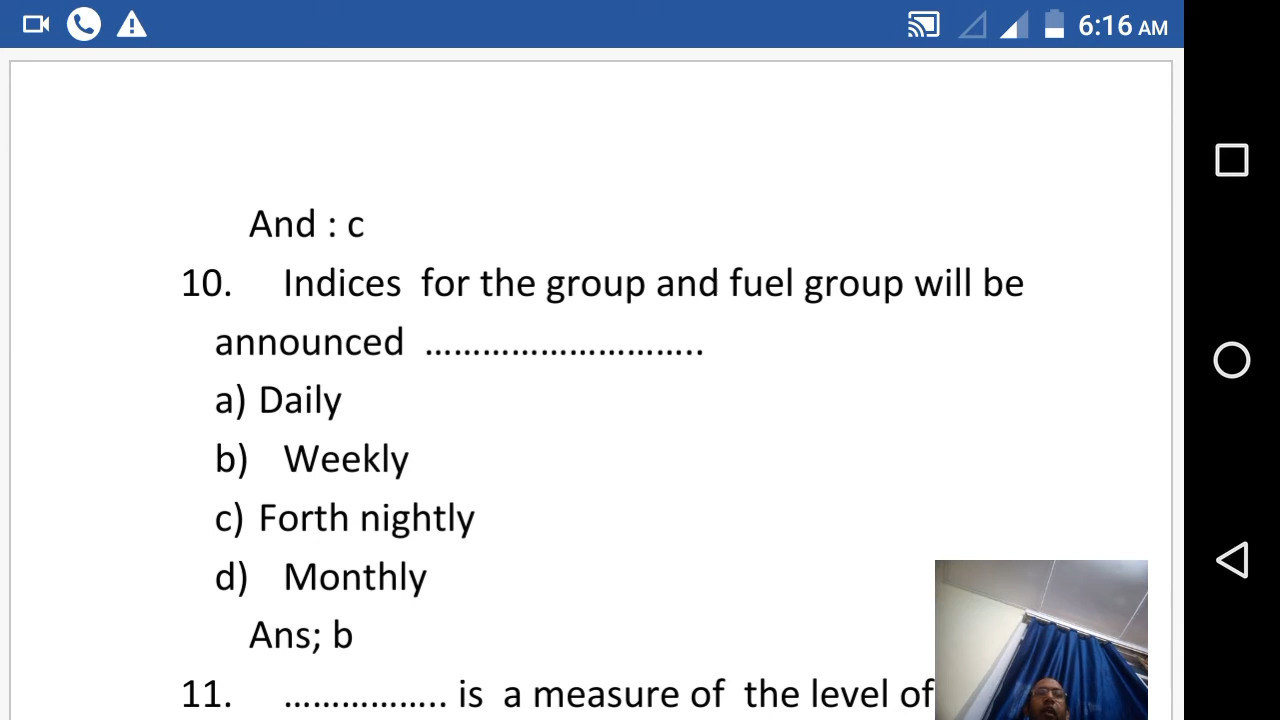 6:16 AM
And : c
10. Indices for the group and fuel group will be
announced ………………………..
a) Daily
b) Weekly
c) Forth nightly
d) Monthly
Ans; b
11. …………….. is a measure of the level of